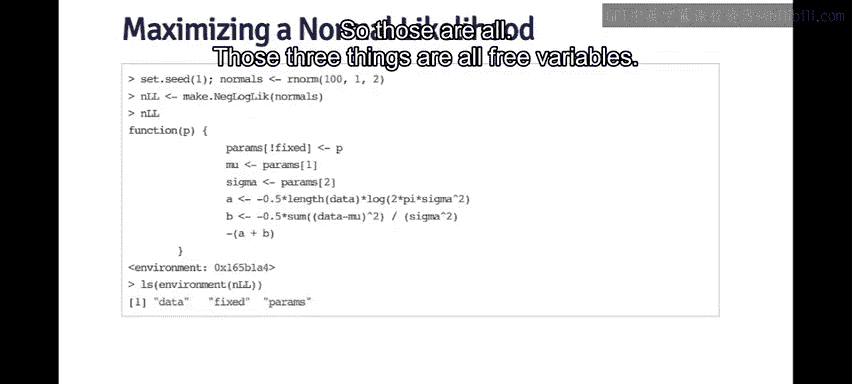 Maximizing a Normal Likelihood
So those are all.
Those three things are all free variables.
> set.seed(1); normals <- rnorm(100, 1, 2)
> nLL <- make.NegLogLik(normals)
> nLL
function(p) {
params[!fixed] <- p
mu <- params[1]
sigma <- params[2]
a <- -0.5*length(data)*log(2*pi*sigma^2)
b <- -0.5*sum((data-mu)^2) / (sigma^2)
-(a + b)
}
<environment: 0x165b1a4>
> ls(environment(nLL))
[1] "data" "fixed" "params"